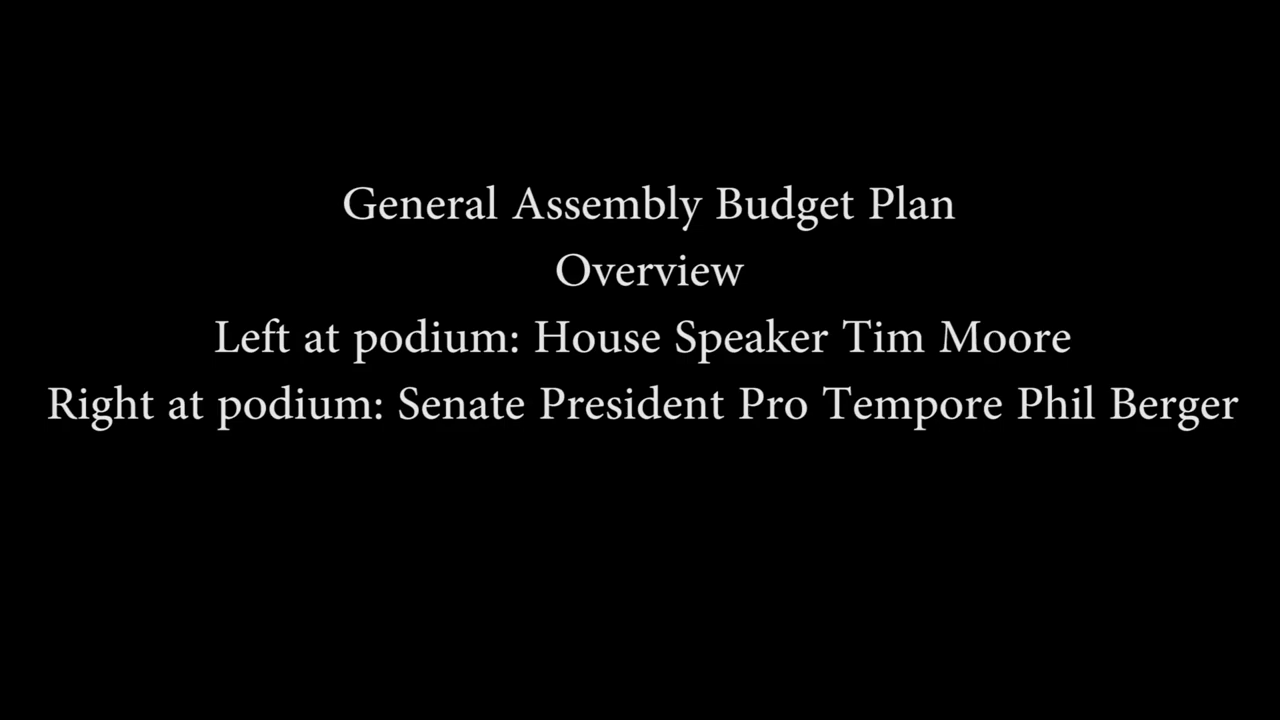 General Assembly Budget Plan
Overview
Left at podium: House Speaker Tim Moore
Right at podium: Senate President Pro Tempore Phil Berger